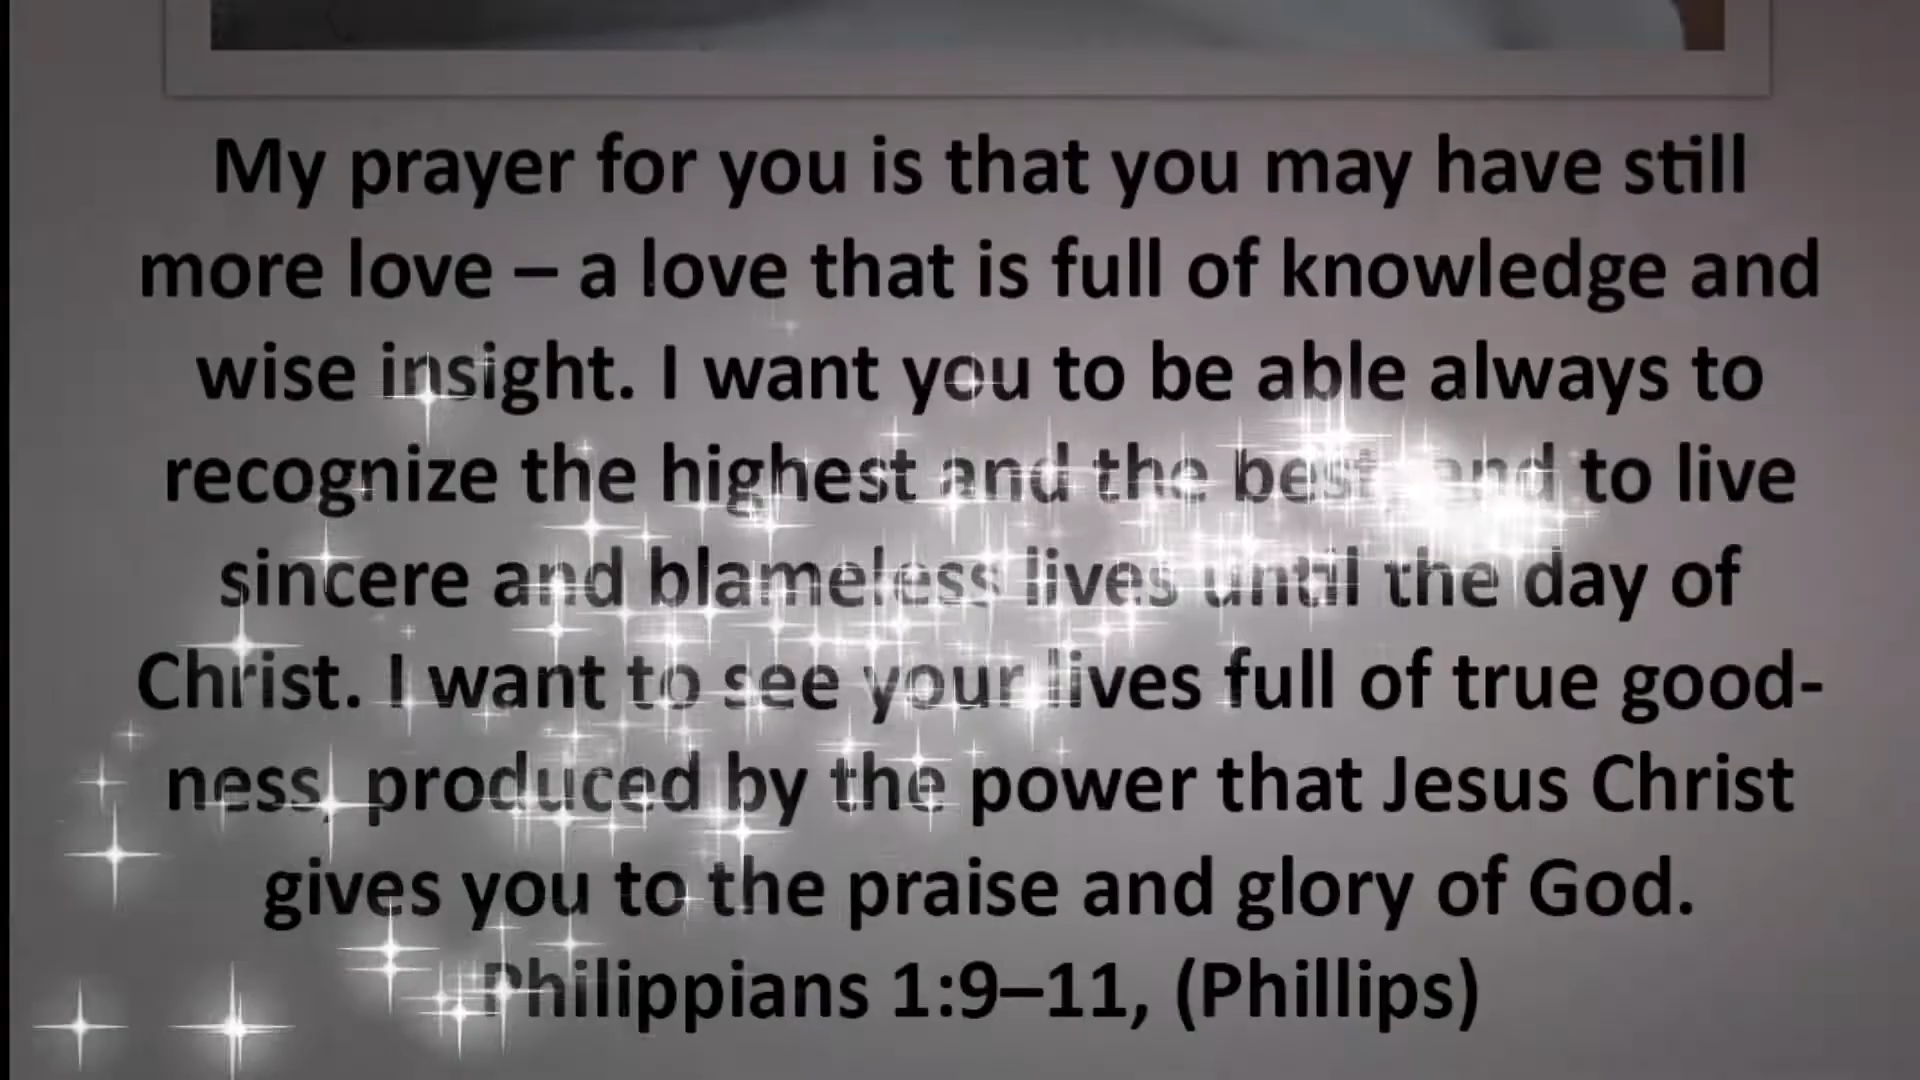 My prayer for you is that you may have still
more love – a love that is full of knowledge and
wise insight. I want you to be able always to
recognize the highest and the best, and to live
sincere and blameless lives until the day of
Christ. I want to see your lives full of true good-
ness, produced by the power that Jesus Christ
gives you to the praise and glory of God.
Philippians 1:9–11, (Phillips)